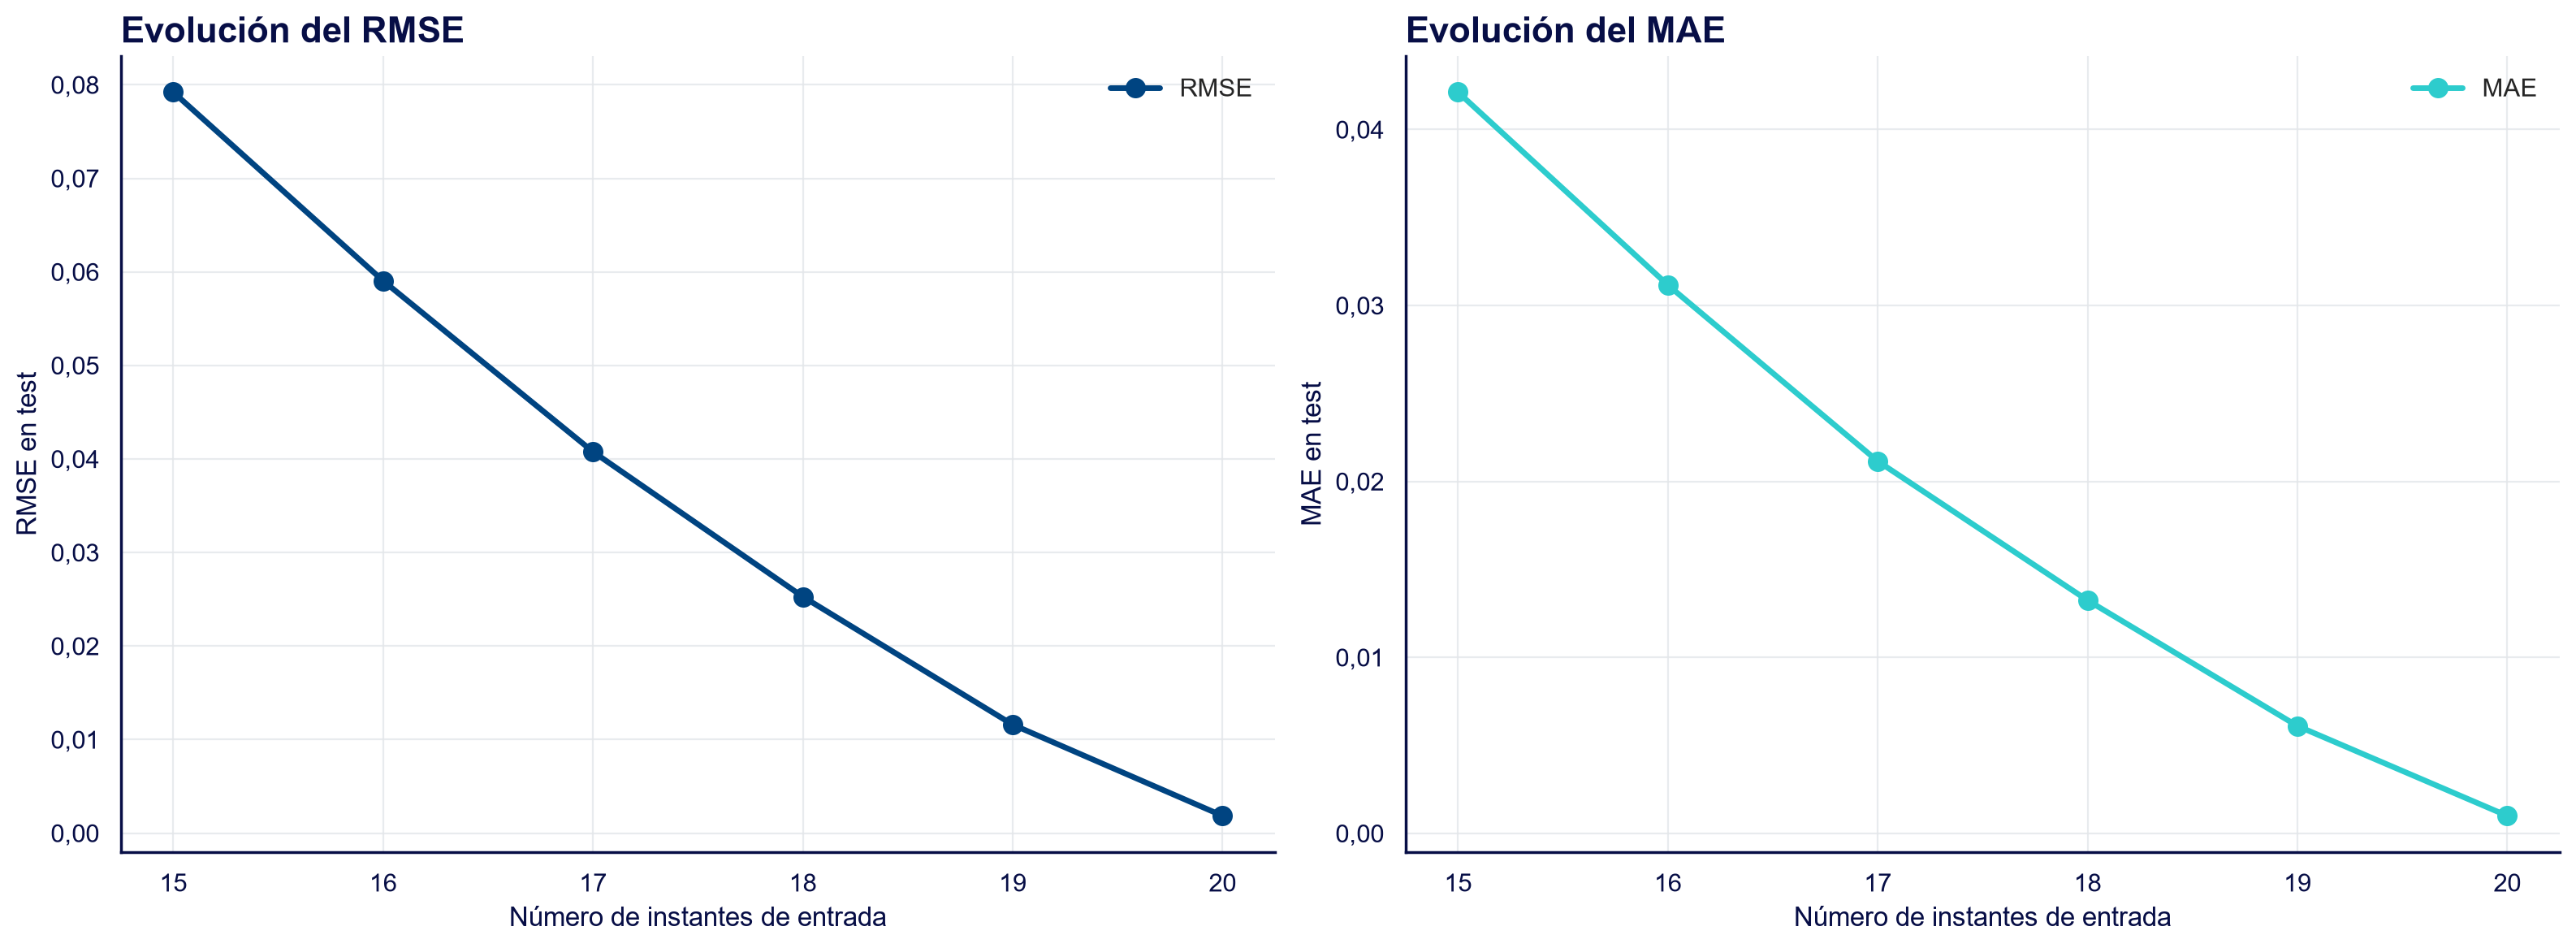 Evolución del RMSE
RMSE
RMSE en test
0,08
0,07
0,06
0,05
0,04
0,03
0,02
0,01
0,00
15 16 17 18 19 20
Número de instantes de entrada
Evolución del MAE
MAE
MAE en test
0,04
0,03
0,02
0,01
0,00
15 16 17 18 19 20
Número de instantes de entrada